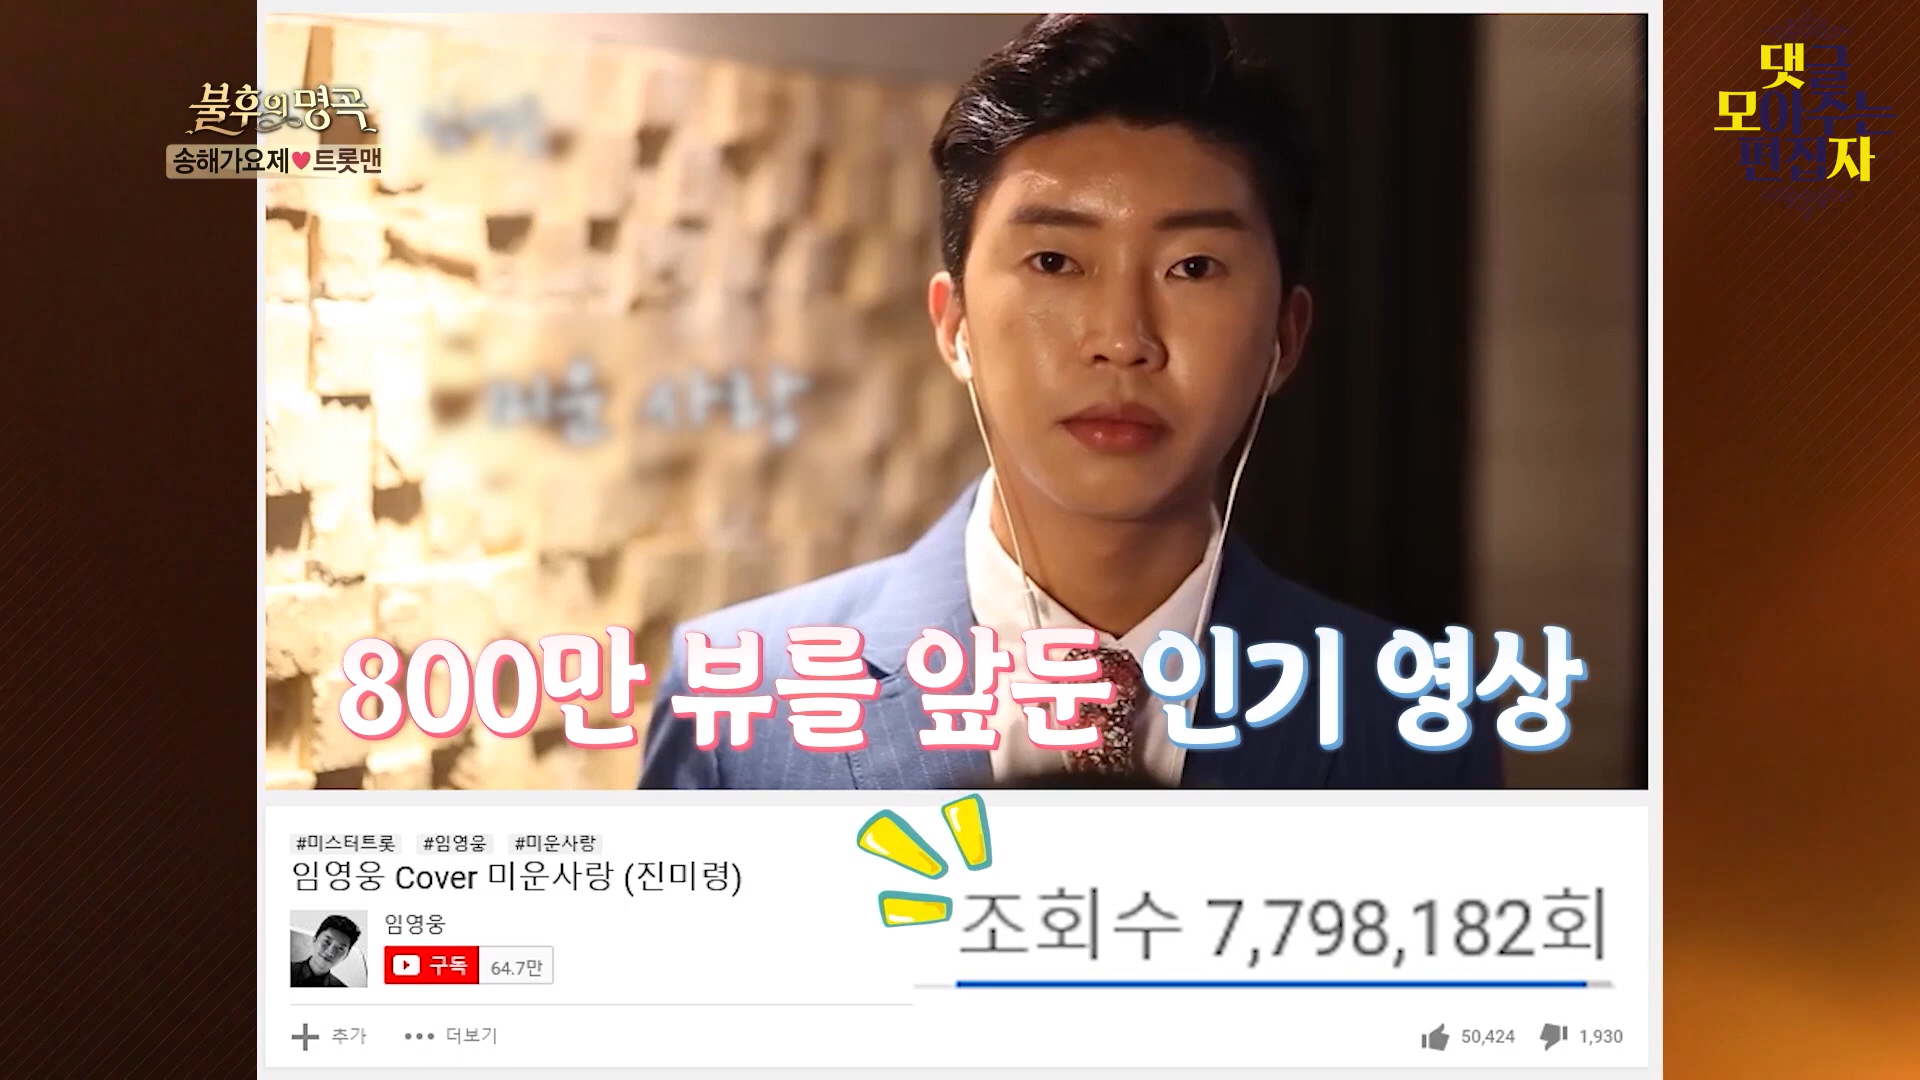 불후의 명곡
송해가요제♥트롯맨
댓글
모아주는
편집자
미운 사랑
800만 뷰를 앞둔 인기 영상
#미스터트롯 #임영웅 #미운사랑
임영웅 Cover 미운사랑 (진미령)
임영웅
구독 64.7만
조회수 7,798,182회
추가 더보기
50,424 1,930